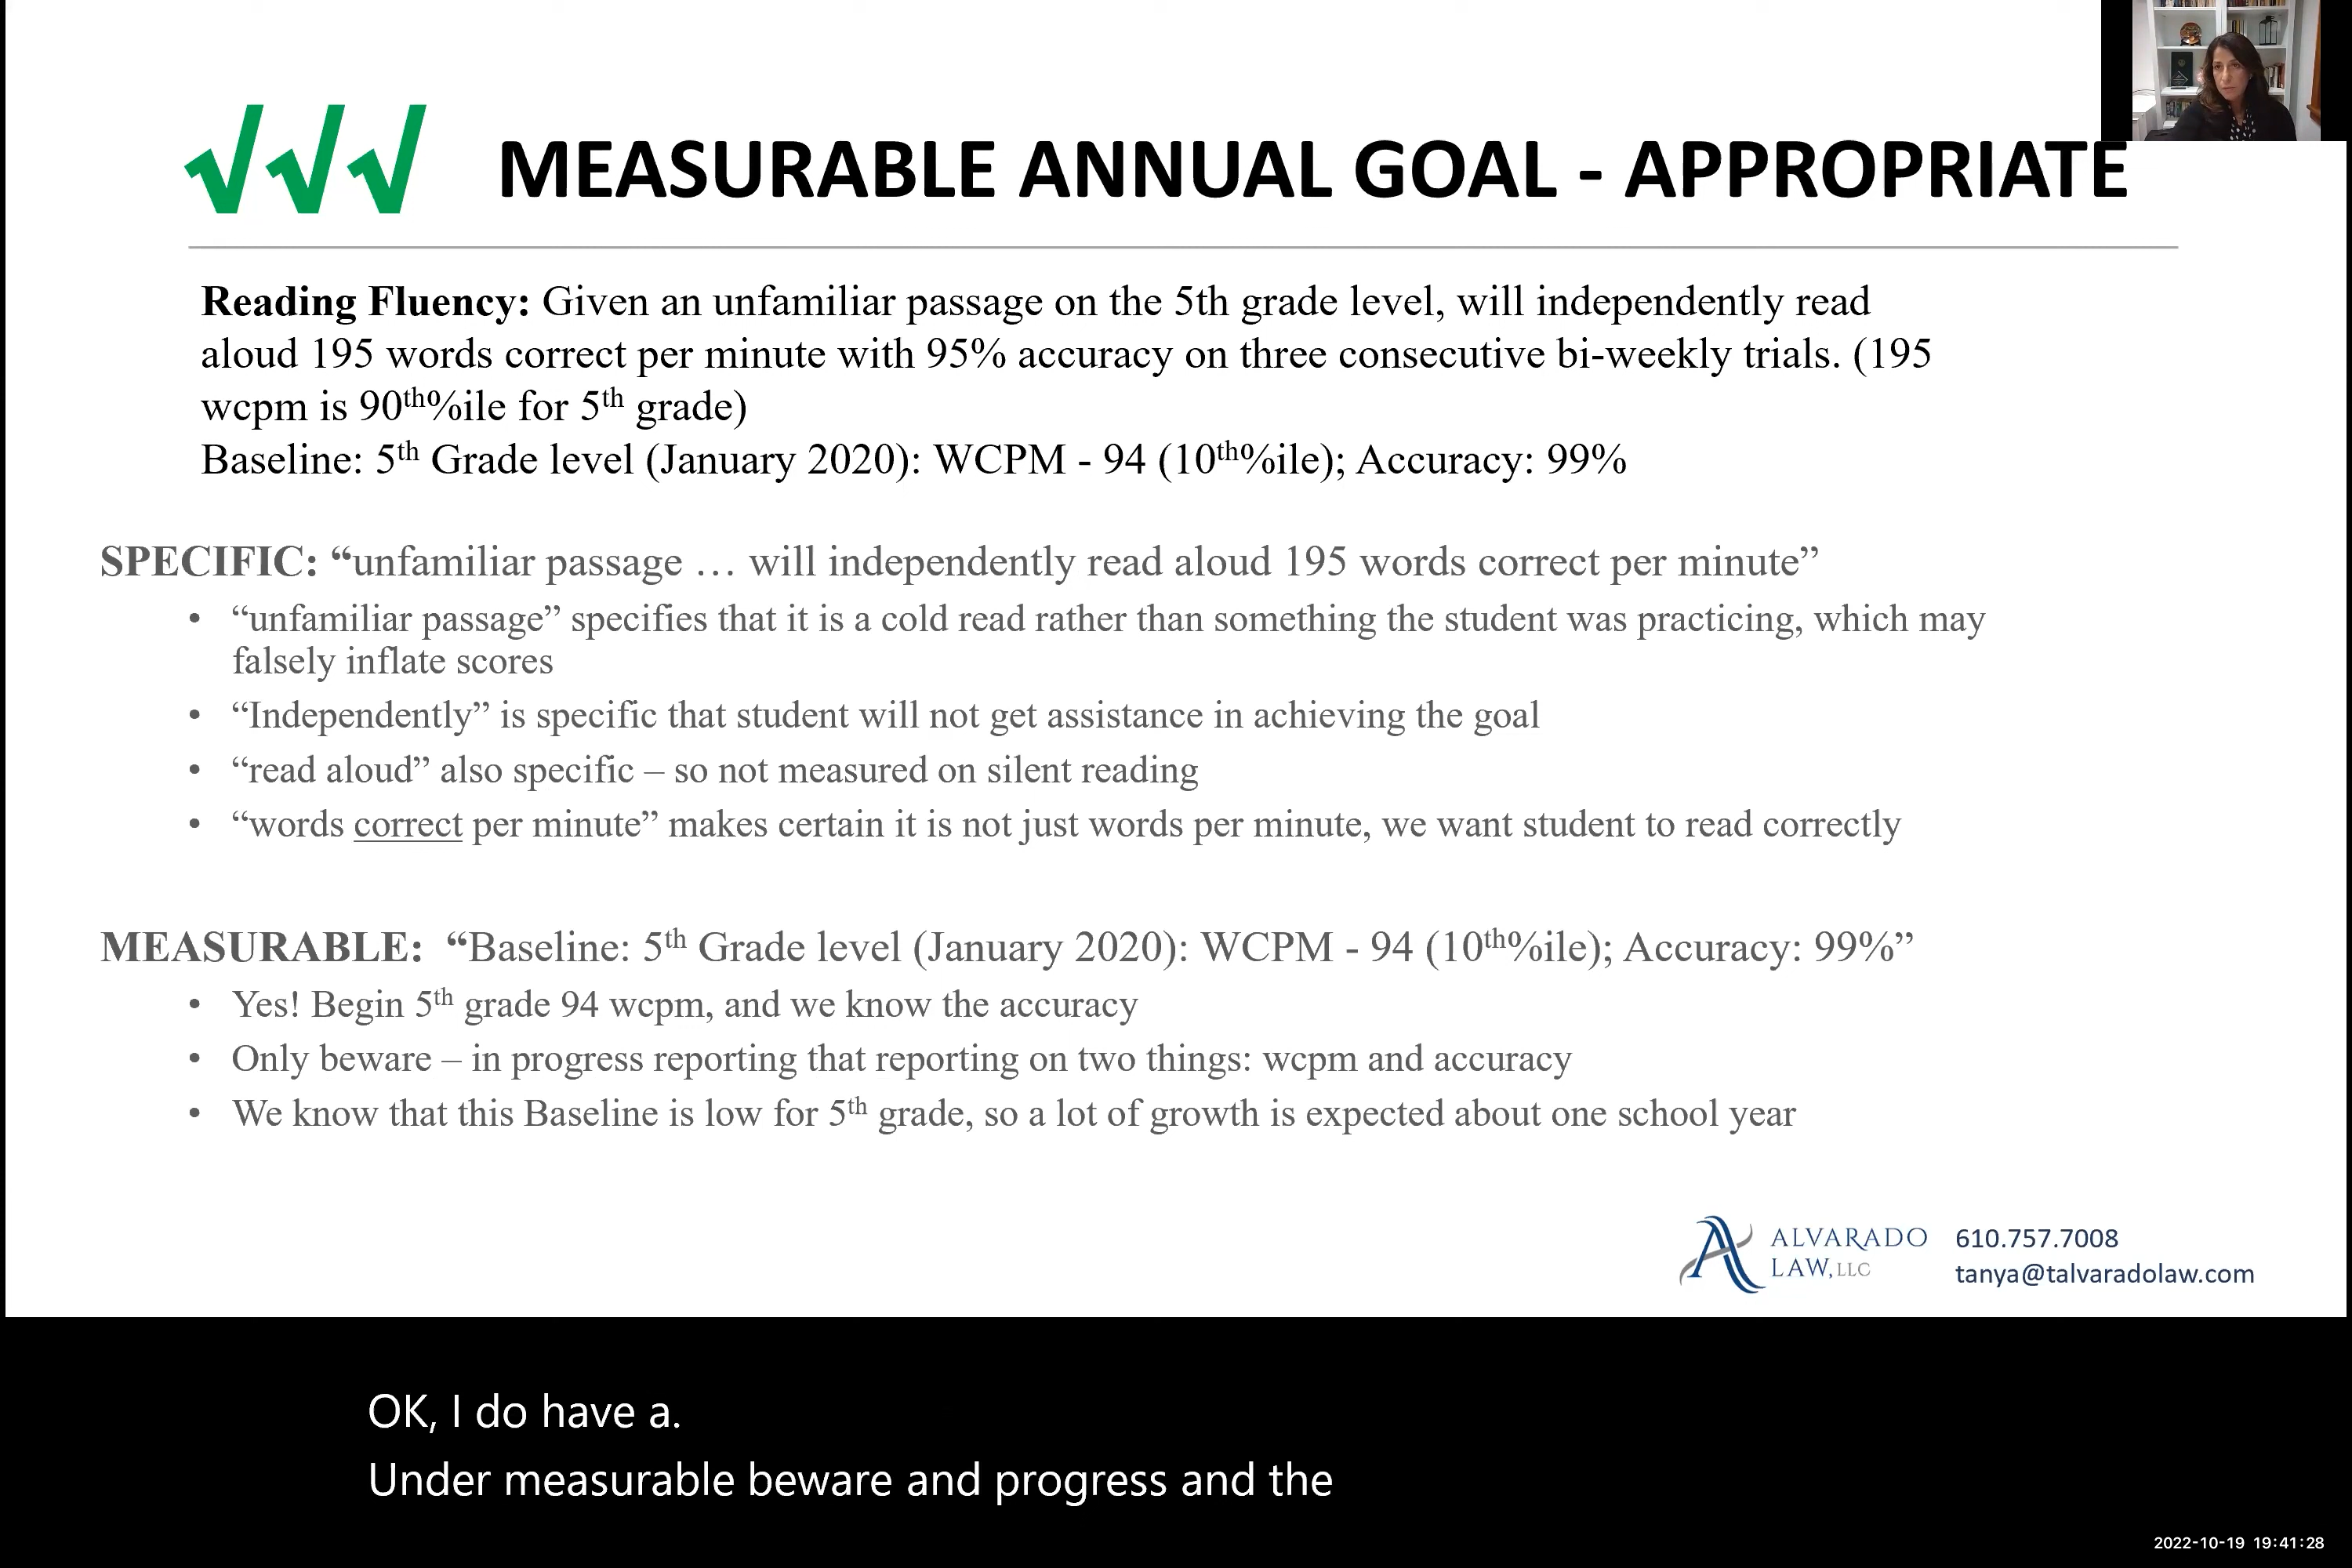 √√√ MEASURABLE ANNUAL GOAL - APPROPRIATE
Reading Fluency: Given an unfamiliar passage on the 5th grade level, will independently read
aloud 195 words correct per minute with 95% accuracy on three consecutive bi-weekly trials. (195
wcpm is 90th%ile for 5th grade)
Baseline: 5th Grade level (January 2020): WCPM - 94 (10th%ile); Accuracy: 99%
SPECIFIC: “unfamiliar passage … will independently read aloud 195 words correct per minute”
• “unfamiliar passage” specifies that it is a cold read rather than something the student was practicing, which may
falsely inflate scores
• “Independently” is specific that student will not get assistance in achieving the goal
• “read aloud” also specific – so not measured on silent reading
• “words correct per minute” makes certain it is not just words per minute, we want student to read correctly
MEASURABLE: “Baseline: 5th Grade level (January 2020): WCPM - 94 (10th%ile); Accuracy: 99%”
• Yes! Begin 5th grade 94 wcpm, and we know the accuracy
• Only beware – in progress reporting that reporting on two things: wcpm and accuracy
• We know that this Baseline is low for 5th grade, so a lot of growth is expected about one school year
ALVARADO
LAW, LLC
610.757.7008
tanya@talvaradolaw.com
OK, I do have a.
Under measurable beware and progress and the
2022-10-19 19:41:28